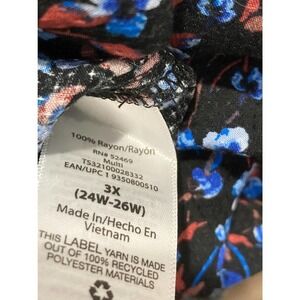 100% Rayon/Rayón
RN# 52469
Multi
TS32100028332
EAN/UPC 1 9350800510
3X
(24W-26W)
Made In/Hecho En
Vietnam
THIS LABEL YARN IS MADE
OUT OF 100% RECYCLED
POLYESTER MATERIALS